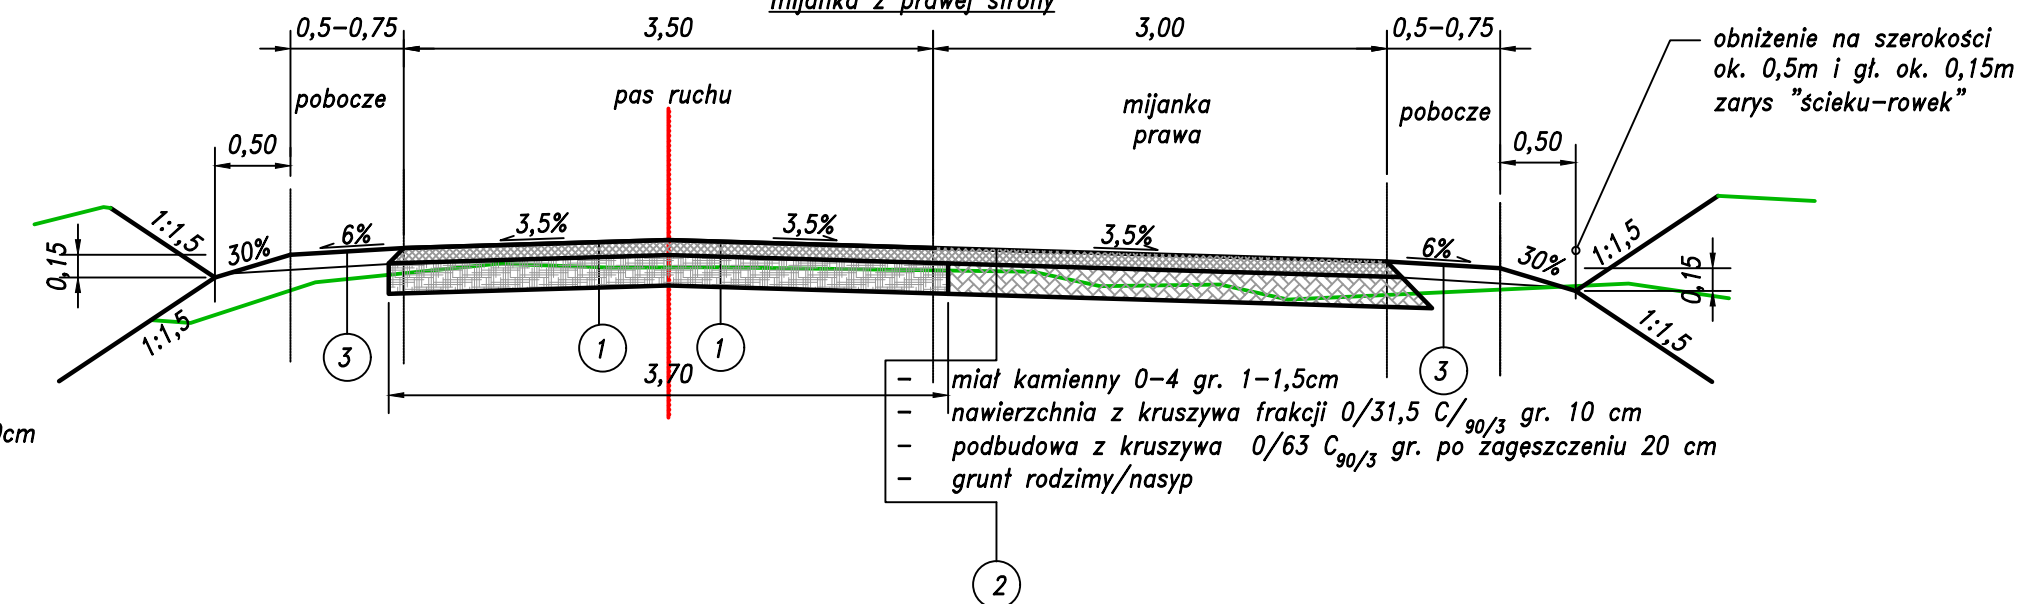 mijanka z prawej strony
0,5-0,75
3,50
3,00
0,5-0,75
obniżenie na szerokości
ok. 0,5m i gł. ok. 0,15m
zarys "ścieku-rowek"
pobocze
pas ruchu
mijanka
prawa
pobocze
0,50
0,50
1:1,5
30%
6%
3,5%
3,5%
3,5%
6%
30%
1:1,5
0,15
0,15
1:1,5
1:1,5
3
1
1
3
3,70
- miał kamienny 0-4 gr. 1-1,5cm
- nawierzchnia z kruszywa frakcji 0/31,5 C/90/3 gr. 10 cm
- podbudowa z kruszywa 0/63 C90/3 gr. po zagęszczeniu 20 cm
- grunt rodzimy/nasyp
cm
2